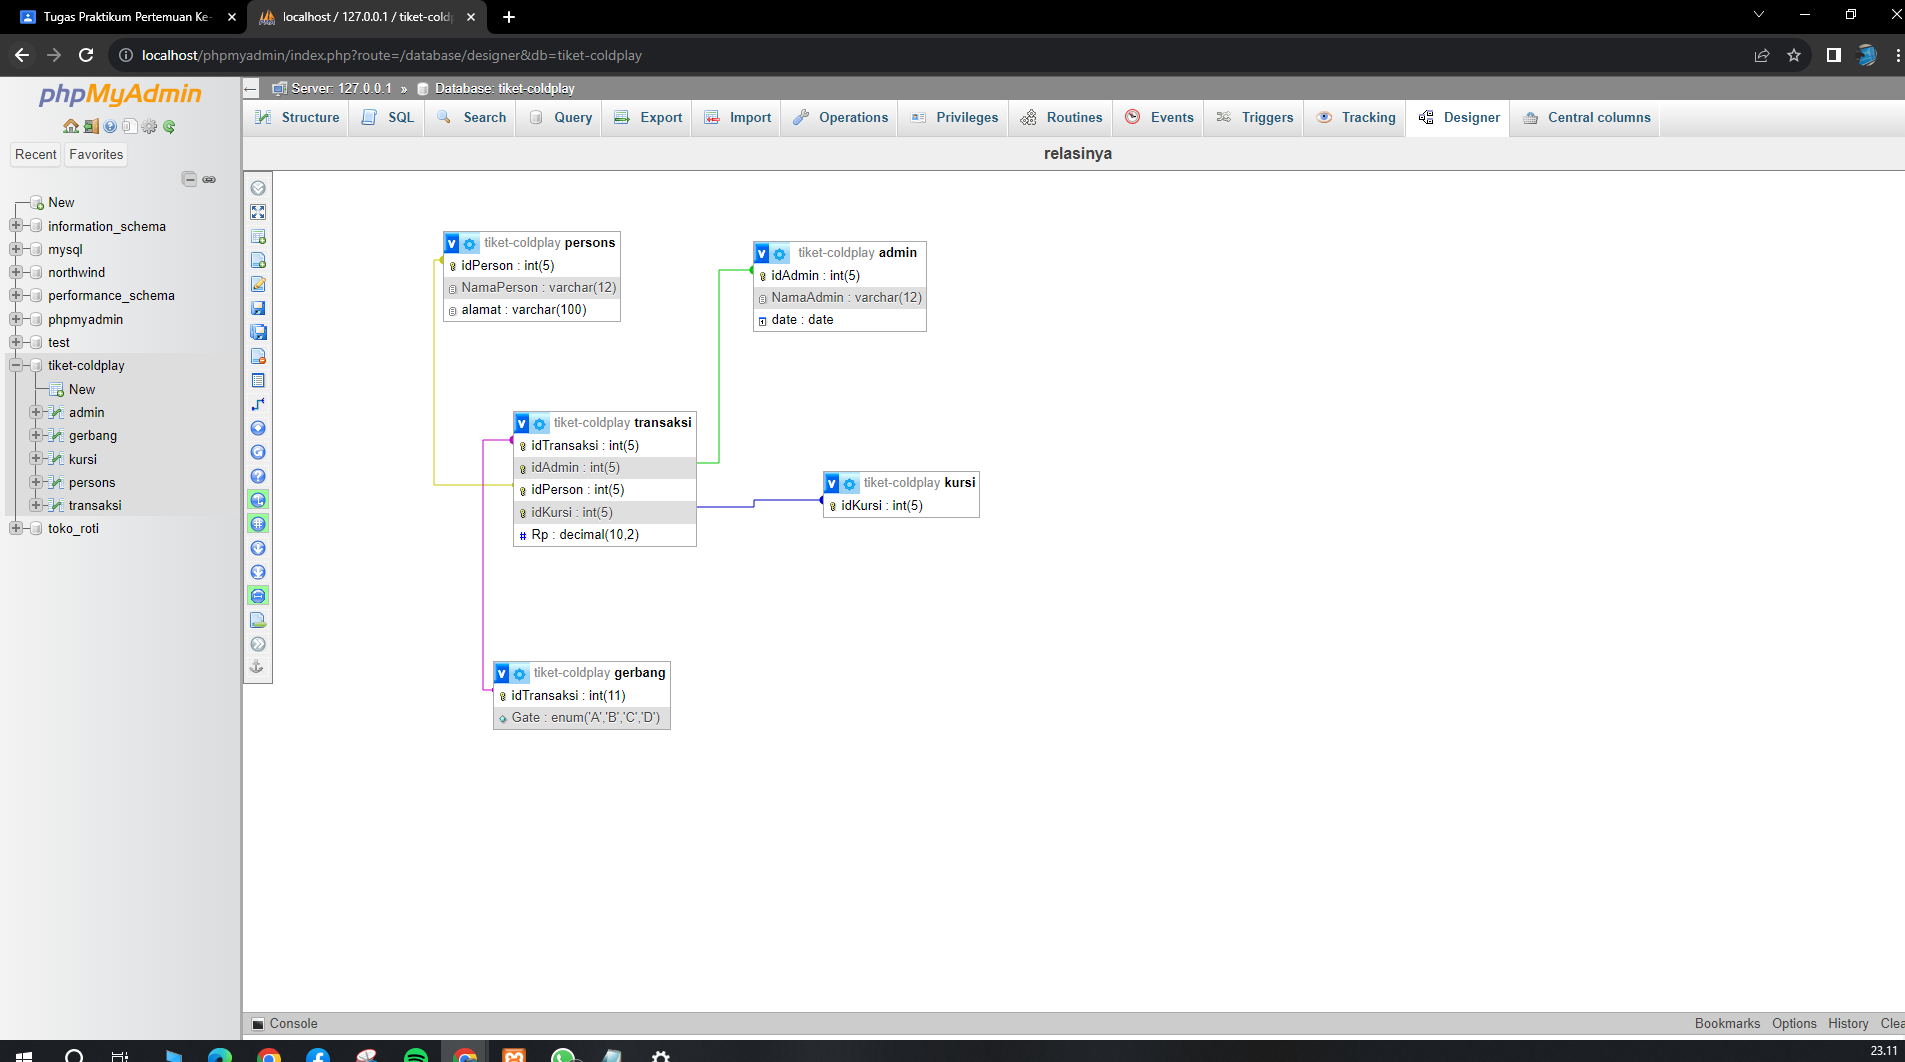 Tugas Praktikum Pertemuan Ke-
localhost / 127.0.0.1 / tiket-coldp
localhost/phpmyadmin/index.php?route=/database/designer&db=tiket-coldplay
phpMyAdmin
Recent
Favorites
New
information_schema
mysql
northwind
performance_schema
phpmyadmin
test
tiket-coldplay
New
admin
gerbang
kursi
persons
transaksi
toko_roti
Server: 127.0.0.1 » Database: tiket-coldplay
Structure
SQL
Search
Query
Export
Import
Operations
Privileges
Routines
Events
Triggers
Tracking
Designer
Central columns
relasinya
v tiket-coldplay persons
idPerson : int(5)
NamaPerson : varchar(12)
alamat : varchar(100)
v tiket-coldplay admin
idAdmin : int(5)
NamaAdmin : varchar(12)
date : date
v tiket-coldplay transaksi
idTransaksi : int(5)
idAdmin : int(5)
idPerson : int(5)
idKursi : int(5)
# Rp : decimal(10,2)
v tiket-coldplay kursi
idKursi : int(5)
v tiket-coldplay gerbang
idTransaksi : int(11)
Gate : enum('A','B','C','D')
Console
Bookmarks
Options
History
Clea
23.11